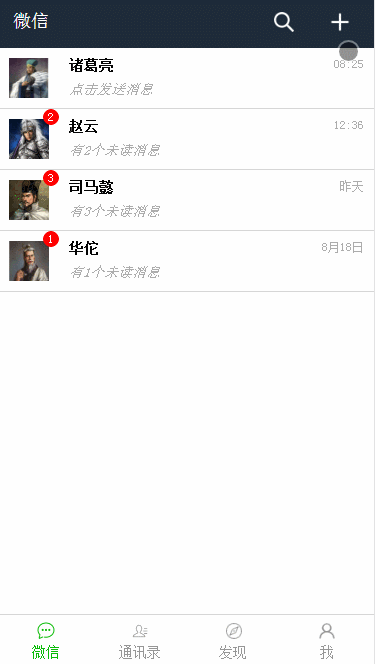 微信
诸葛亮
08:25
点击发送消息
2
赵云
12:36
有2个未读消息
3
司马懿
昨天
有3个未读消息
1
华佗
8月18日
有1个未读消息
微信 通讯录 发现 我